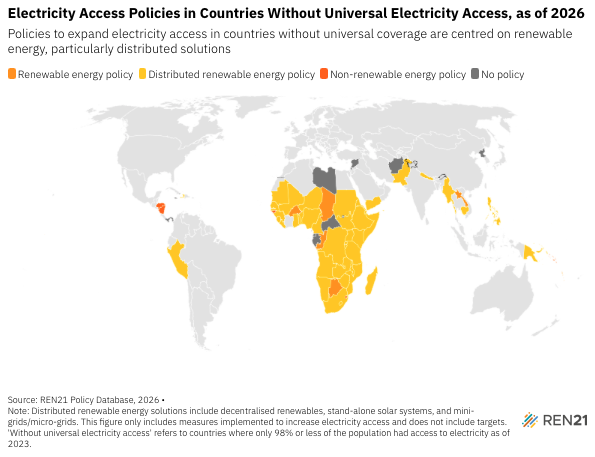 Electricity Access Policies in Countries Without Universal Electricity Access, as of 2026
Policies to expand electricity access in countries without universal coverage are centred on renewable
energy, particularly distributed solutions
Renewable energy policy Distributed renewable energy policy Non-renewable energy policy No policy
Source: REN21 Policy Database, 2026 •
Note: Distributed renewable energy solutions include decentralised renewables, stand-alone solar systems, and mini-
grids/micro-grids. This figure only includes measures implemented to increase electricity access and does not include targets.
'Without universal electricity access' refers to countries where only 98% or less of the population had access to electricity as of
2023.
REN21